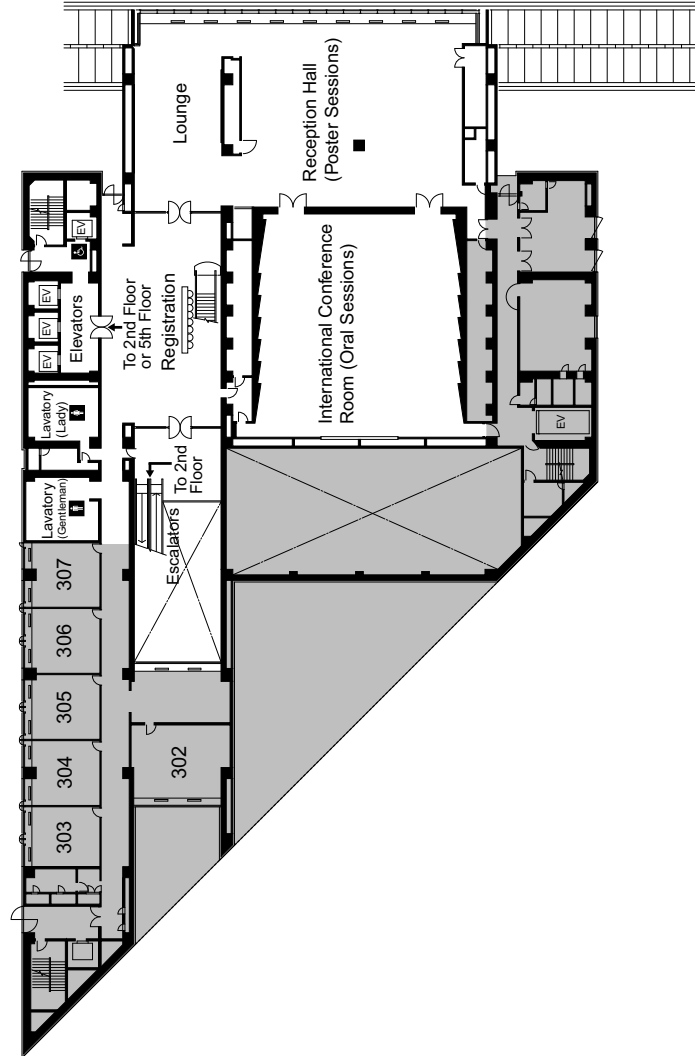 Lounge
Reception Hall
(Poster Sessions)
EV
EV
EV
EV
Elevators
To 2nd Floor
or 5th Floor
Registration
International Conference
Room (Oral Sessions)
Lavatory
(Lady)
Lavatory
(Gentleman)
To 2nd
Floor
Escalators
EV
307
306
305
304
303
302